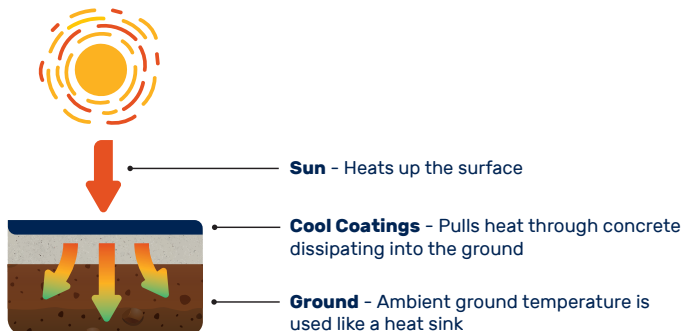 Sun - Heats up the surface
Cool Coatings - Pulls heat through concrete
dissipating into the ground
Ground - Ambient ground temperature is
used like a heat sink